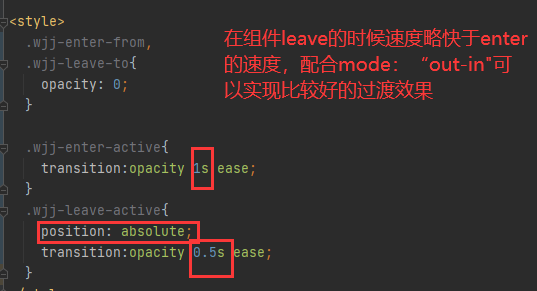 <style>
.wjj-enter-from,
.wjj-leave-to{
opacity: 0;
}
在组件leave的时候速度略快于enter
的速度，配合mode：“out-in"可
以实现比较好的过渡效果
.wjj-enter-active{
transition:opacity 1s ease;
}
.wjj-leave-active{
position: absolute;
transition:opacity 0.5s ease;
}